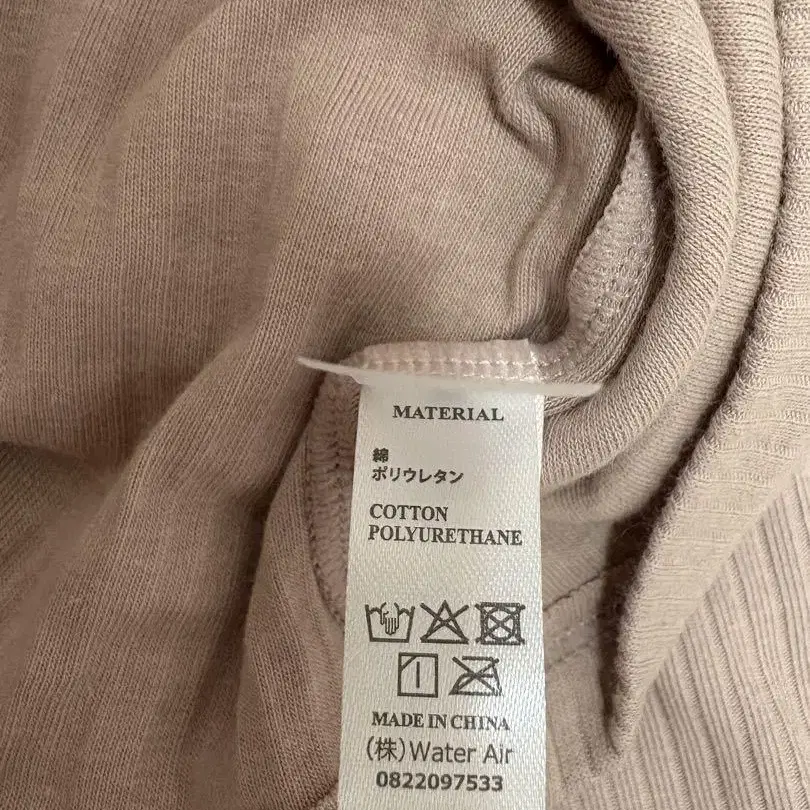 MATERIAL
綿
ポリウレタン
COTTON
POLYURETHANE
MADE IN CHINA
(株)Water Air
0822097533